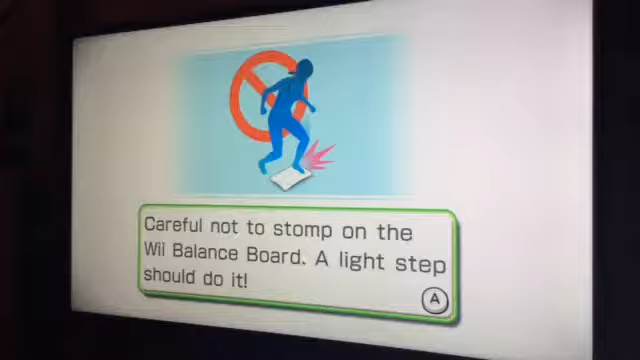 Careful not to stomp on the
Wii Balance Board. A light step
should do it!
A